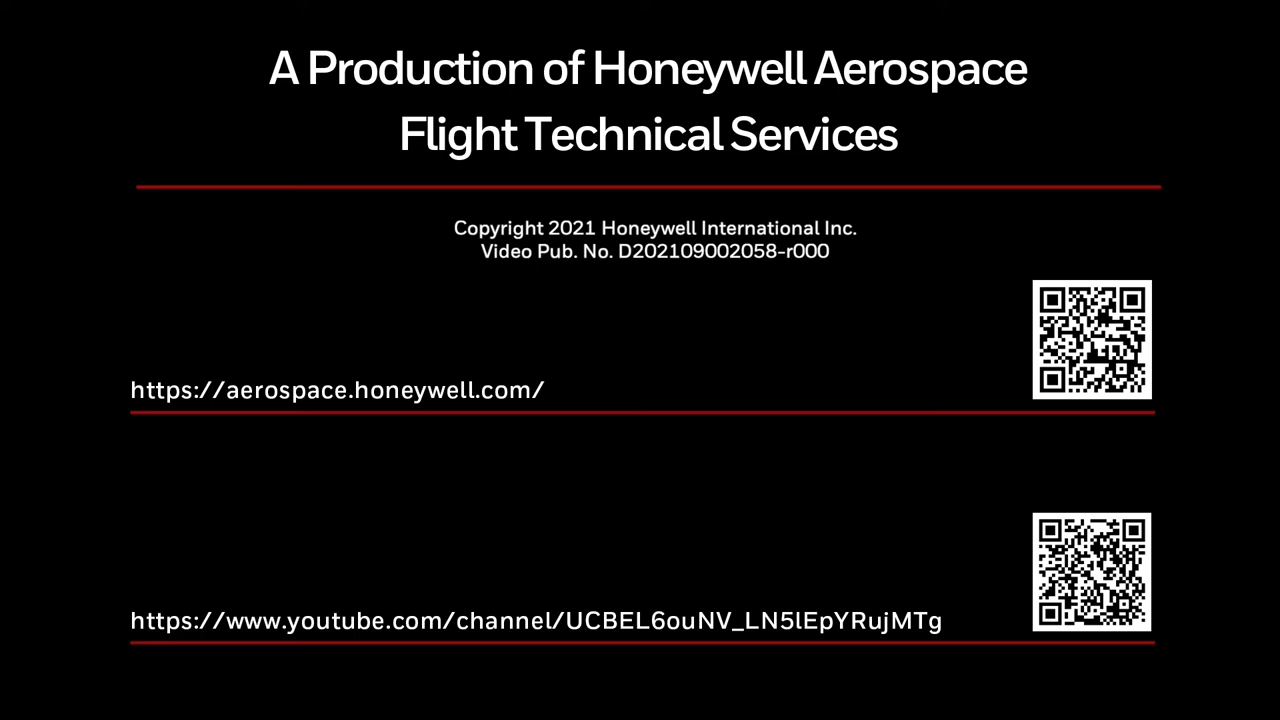 A Production of Honeywell Aerospace
Flight Technical Services
Copyright 2021 Honeywell International Inc.
Video Pub. No. D202109002058-r000
https://aerospace.honeywell.com/
https://www.youtube.com/channel/UCBEL6ouNV_LN5lEpYRujMTg